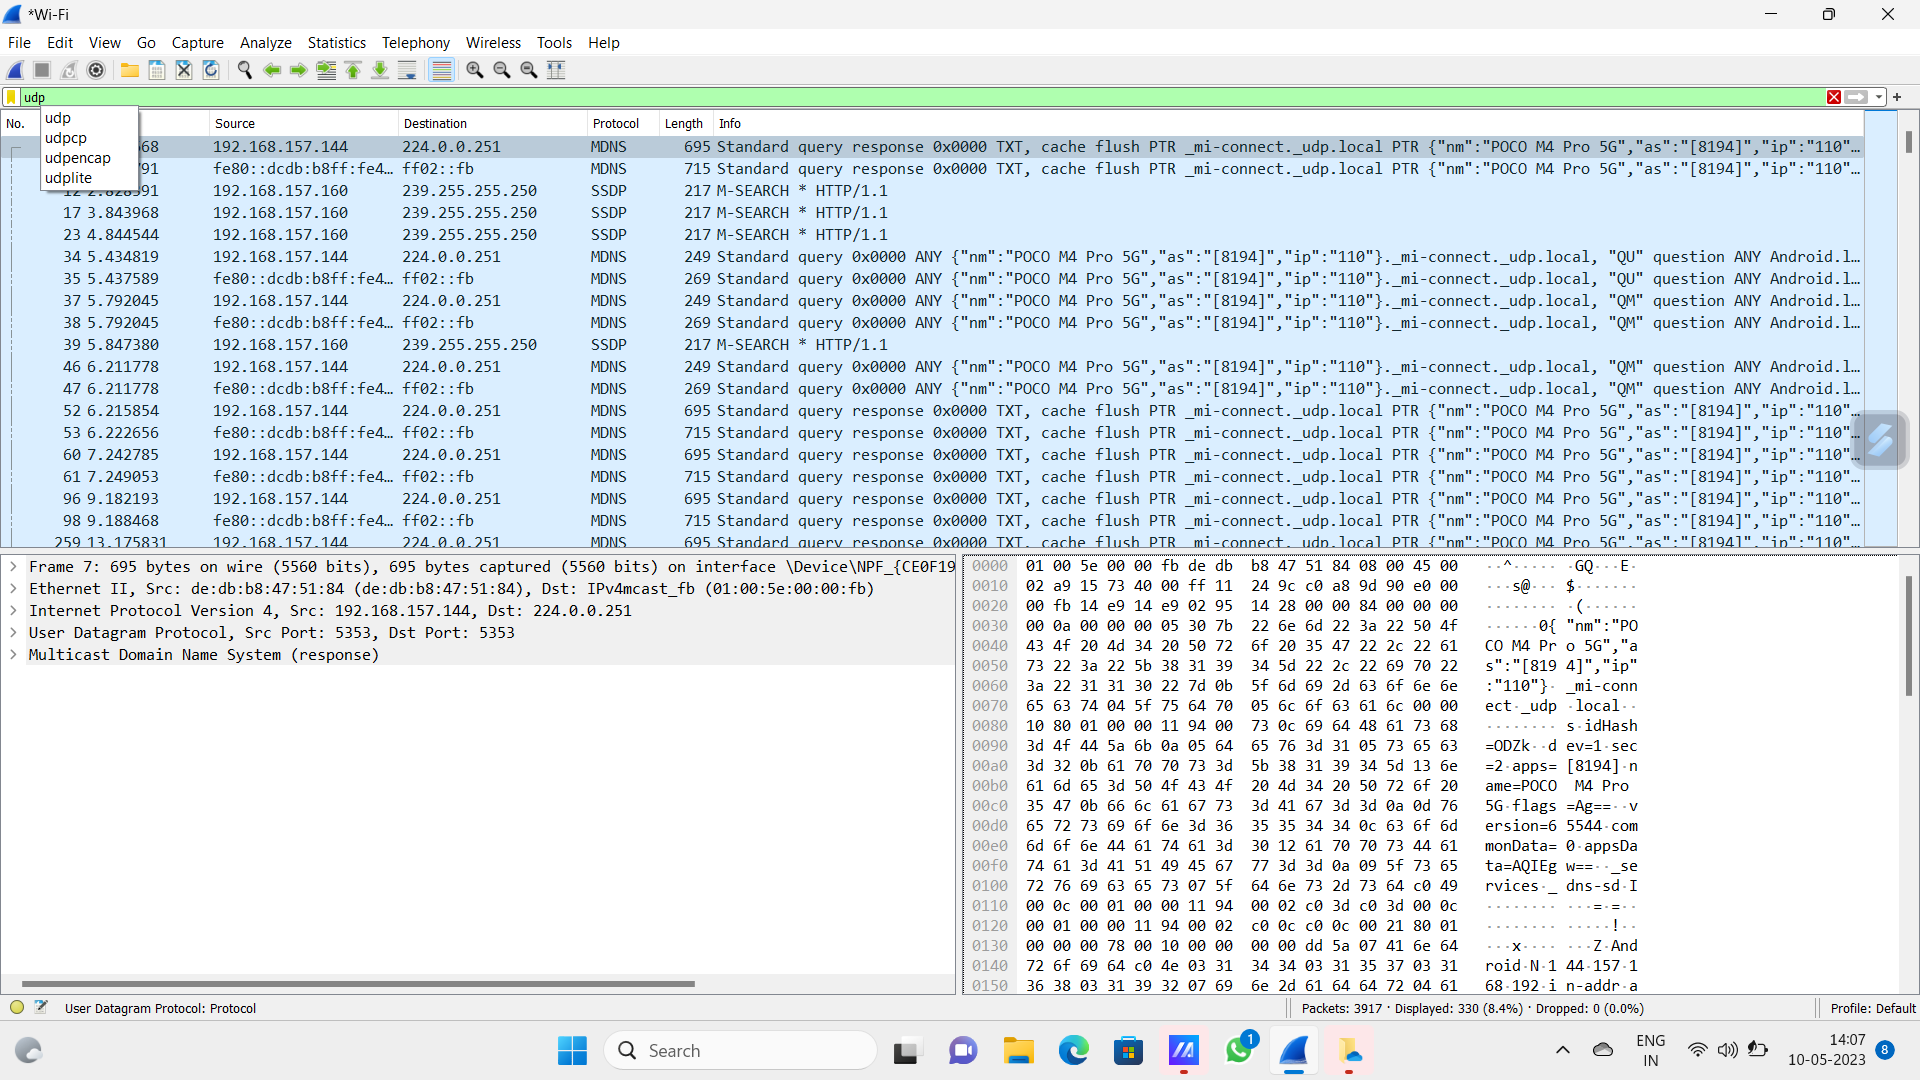 *Wi-Fi
File Edit View Go Capture Analyze Statistics Telephony Wireless Tools Help
udp
udp
udpcp
udpencap
udplite
No. Source Destination Protocol Length Info
68 192.168.157.144 224.0.0.251 MDNS 695 Standard query response 0x0000 TXT, cache flush PTR _mi-connect._udp.local PTR {"nm":"POCO M4 Pro 5G","as":"[8194]","ip":"110"…
791 fe80::dcdb:b8ff:fe4… ff02::fb MDNS 715 Standard query response 0x0000 TXT, cache flush PTR _mi-connect._udp.local PTR {"nm":"POCO M4 Pro 5G","as":"[8194]","ip":"110"…
12 2.828391 192.168.157.160 239.255.255.250 SSDP 217 M-SEARCH * HTTP/1.1
17 3.843968 192.168.157.160 239.255.255.250 SSDP 217 M-SEARCH * HTTP/1.1
23 4.844544 192.168.157.160 239.255.255.250 SSDP 217 M-SEARCH * HTTP/1.1
34 5.434819 192.168.157.144 224.0.0.251 MDNS 249 Standard query 0x0000 ANY {"nm":"POCO M4 Pro 5G","as":"[8194]","ip":"110"}._mi-connect._udp.local, "QU" question ANY Android.l…
35 5.437589 fe80::dcdb:b8ff:fe4… ff02::fb MDNS 269 Standard query 0x0000 ANY {"nm":"POCO M4 Pro 5G","as":"[8194]","ip":"110"}._mi-connect._udp.local, "QU" question ANY Android.l…
37 5.792045 192.168.157.144 224.0.0.251 MDNS 249 Standard query 0x0000 ANY {"nm":"POCO M4 Pro 5G","as":"[8194]","ip":"110"}._mi-connect._udp.local, "QM" question ANY Android.l…
38 5.792045 fe80::dcdb:b8ff:fe4… ff02::fb MDNS 269 Standard query 0x0000 ANY {"nm":"POCO M4 Pro 5G","as":"[8194]","ip":"110"}._mi-connect._udp.local, "QM" question ANY Android.l…
39 5.847380 192.168.157.160 239.255.255.250 SSDP 217 M-SEARCH * HTTP/1.1
46 6.211778 192.168.157.144 224.0.0.251 MDNS 249 Standard query 0x0000 ANY {"nm":"POCO M4 Pro 5G","as":"[8194]","ip":"110"}._mi-connect._udp.local, "QM" question ANY Android.l…
47 6.211778 fe80::dcdb:b8ff:fe4… ff02::fb MDNS 269 Standard query 0x0000 ANY {"nm":"POCO M4 Pro 5G","as":"[8194]","ip":"110"}._mi-connect._udp.local, "QM" question ANY Android.l…
52 6.215854 192.168.157.144 224.0.0.251 MDNS 695 Standard query response 0x0000 TXT, cache flush PTR _mi-connect._udp.local PTR {"nm":"POCO M4 Pro 5G","as":"[8194]","ip":"110"…
53 6.222656 fe80::dcdb:b8ff:fe4… ff02::fb MDNS 715 Standard query response 0x0000 TXT, cache flush PTR _mi-connect._udp.local PTR {"nm":"POCO M4 Pro 5G","as":"[8194]","ip":"110"…
60 7.242785 192.168.157.144 224.0.0.251 MDNS 695 Standard query response 0x0000 TXT, cache flush PTR _mi-connect._udp.local PTR {"nm":"POCO M4 Pro 5G","as":"[8194]","ip":"110"…
61 7.249053 fe80::dcdb:b8ff:fe4… ff02::fb MDNS 715 Standard query response 0x0000 TXT, cache flush PTR _mi-connect._udp.local PTR {"nm":"POCO M4 Pro 5G","as":"[8194]","ip":"110"…
96 9.182193 192.168.157.144 224.0.0.251 MDNS 695 Standard query response 0x0000 TXT, cache flush PTR _mi-connect._udp.local PTR {"nm":"POCO M4 Pro 5G","as":"[8194]","ip":"110"…
98 9.188468 fe80::dcdb:b8ff:fe4… ff02::fb MDNS 715 Standard query response 0x0000 TXT, cache flush PTR _mi-connect._udp.local PTR {"nm":"POCO M4 Pro 5G","as":"[8194]","ip":"110"…
259 13.175831 192.168.157.144 224.0.0.251 MDNS 695 Standard query response 0x0000 TXT, cache flush PTR _mi-connect._udp.local PTR {"nm":"POCO M4 Pro 5G","as":"[8194]","ip":"110"…
Frame 7: 695 bytes on wire (5560 bits), 695 bytes captured (5560 bits) on interface \Device\NPF_{CE0F19
Ethernet II, Src: de:db:b8:47:51:84 (de:db:b8:47:51:84), Dst: IPv4mcast_fb (01:00:5e:00:00:fb)
Internet Protocol Version 4, Src: 192.168.157.144, Dst: 224.0.0.251
User Datagram Protocol, Src Port: 5353, Dst Port: 5353
Multicast Domain Name System (response)
0000 01 00 5e 00 00 fb de db b8 47 51 84 08 00 45 00 ··^····· ·GQ···E·
0010 02 a9 15 73 40 00 ff 11 24 9c c0 a8 9d 90 e0 00 ···s@··· $·······
0020 00 fb 14 e9 14 e9 02 95 14 28 00 00 84 00 00 00 ········ ·(······
0030 00 0a 00 00 00 05 30 7b 22 6e 6d 22 3a 22 50 4f ······0{ "nm":"PO
0040 43 4f 20 4d 34 20 50 72 6f 20 35 47 22 2c 22 61 CO M4 Pr o 5G","a
0050 73 22 3a 22 5b 38 31 39 34 5d 22 2c 22 69 70 22 s":"[819 4]","ip"
0060 3a 22 31 31 30 22 7d 0b 5f 6d 69 2d 63 6f 6e 6e :"110"}· _mi-conn
0070 65 63 74 04 5f 75 64 70 05 6c 6f 63 61 6c 00 00 ect·_udp ·local··
0080 10 80 01 00 00 11 94 00 73 0c 69 64 48 61 73 68 ········ s·idHash
0090 3d 4f 44 5a 6b 0a 05 64 65 76 3d 31 05 73 65 63 =ODZk··d ev=1·sec
00a0 3d 32 0b 61 70 70 73 3d 5b 38 31 39 34 5d 13 6e =2·apps= [8194]·n
00b0 61 6d 65 3d 50 4f 43 4f 20 4d 34 20 50 72 6f 20 ame=POCO M4 Pro
00c0 35 47 0b 66 6c 61 67 73 3d 41 67 3d 3d 0a 0d 76 5G·flags =Ag==··v
00d0 65 72 73 69 6f 6e 3d 36 35 35 34 34 0c 63 6f 6d ersion=6 5544·com
00e0 6d 6f 6e 44 61 74 61 3d 30 12 61 70 70 73 44 61 monData= 0·appsDa
00f0 74 61 3d 41 51 49 45 67 77 3d 3d 0a 09 5f 73 65 ta=AQIEg w==··_se
0100 72 76 69 63 65 73 07 5f 64 6e 73 2d 73 64 c0 49 rvices·_ dns-sd·I
0110 00 0c 00 01 00 00 11 94 00 02 c0 3d c0 3d 00 0c ········ ···=·=··
0120 00 01 00 00 11 94 00 02 c0 0c c0 0c 00 21 80 01 ········ ·····!··
0130 00 00 00 78 00 10 00 00 00 00 dd 5a 07 41 6e 64 ···x···· ···Z·And
0140 72 6f 69 64 c0 4e 03 31 34 34 03 31 35 37 03 31 roid·N·1 44·157·1
0150 36 38 03 31 39 32 07 69 6e 2d 61 64 64 72 04 61 68·192·i n-addr·a
User Datagram Protocol: Protocol
Packets: 3917 · Displayed: 330 (8.4%) · Dropped: 0 (0.0%)
Profile: Default
Search
1
ENG
IN
14:07
10-05-2023
8